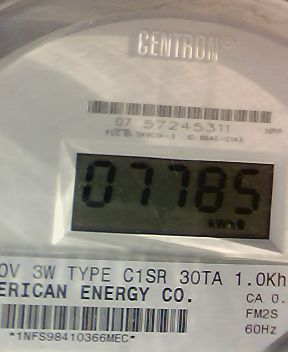 CENTRON®
07 57245311 HPP
07785
kWh
0V 3W TYPE C1SR 30TA 1.0Kh
ERICAN ENERGY CO. CA 0.
FM2S
60Hz
*1NFS98410366MEC*